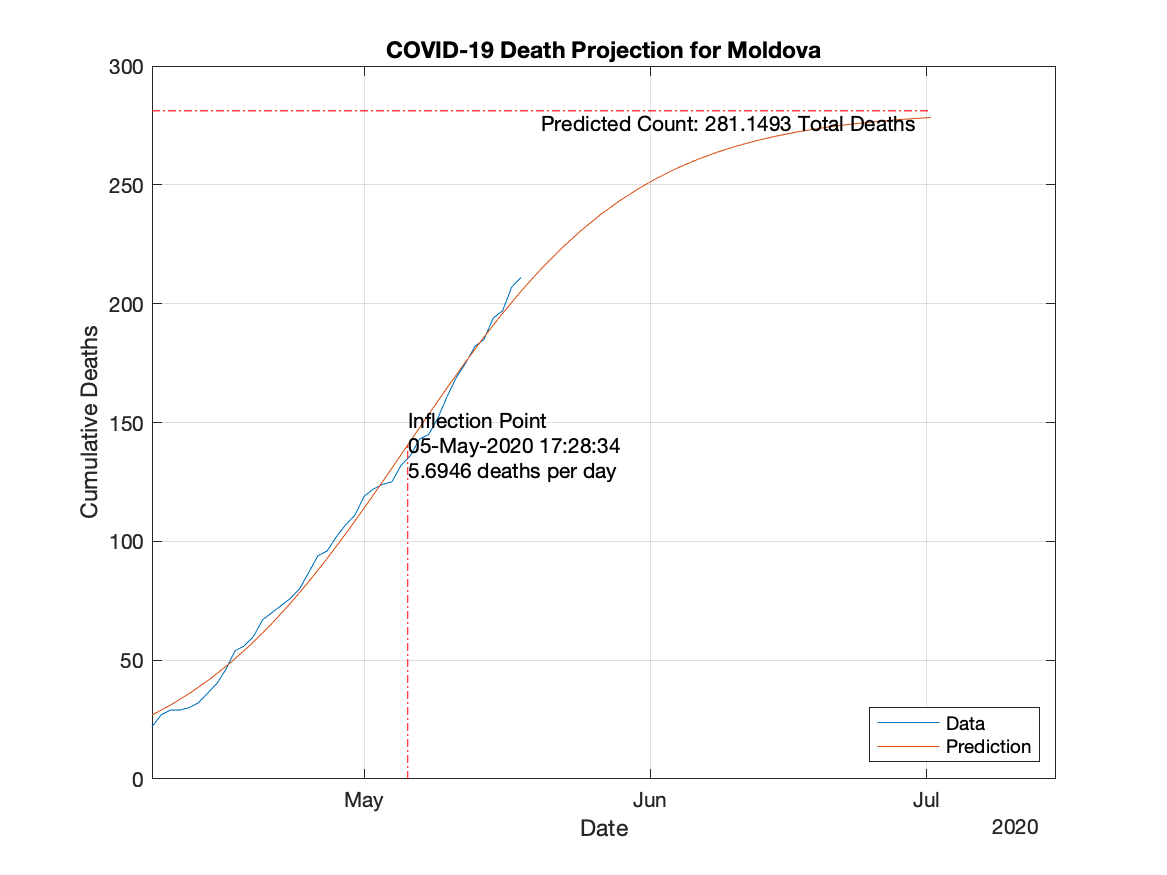 COVID-19 Death Projection for Moldova
300
250
200
150
100
50
0
Cumulative Deaths
Predicted Count: 281.1493 Total Deaths
Inflection Point
05-May-2020 17:28:34
5.6946 deaths per day
Data
Prediction
May
Jun
Jul
Date
2020